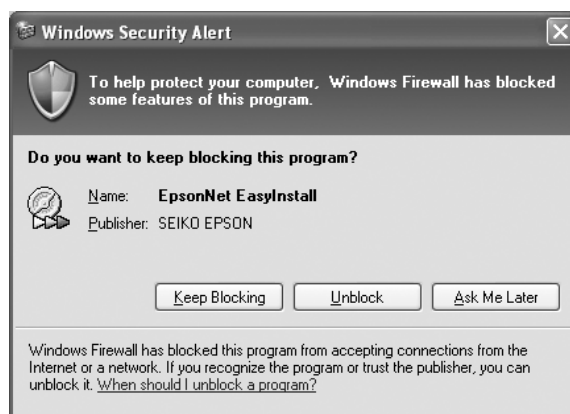 Windows Security Alert
To help protect your computer, Windows Firewall has blocked
some features of this program.
Do you want to keep blocking this program?
Name: EpsonNet EasyInstall
Publisher: SEIKO EPSON
Keep Blocking Unblock Ask Me Later
Windows Firewall has blocked this program from accepting connections from the
Internet or a network. If you recognize the program or trust the publisher, you can
unblock it. When should I unblock a program?